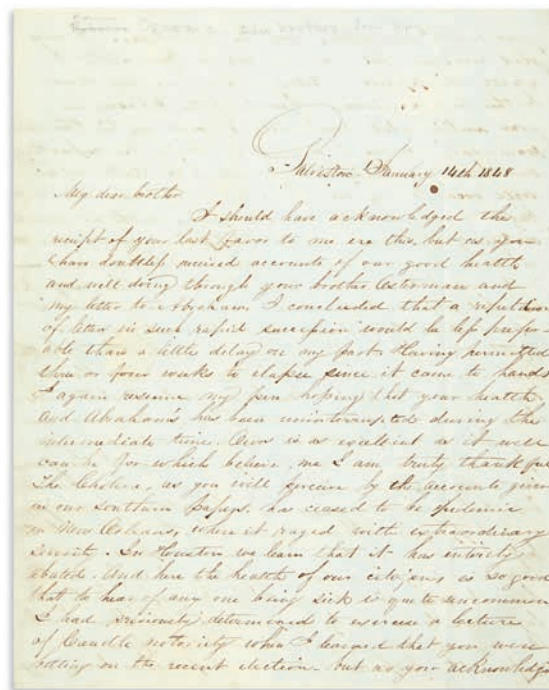 Galveston January 14th 1848
My dear brother
I should have acknowledged the
receipt of your last favor to me ere this, but as you
have doubtless received accounts of our good health
and well doing through your brother Osterman and
my letter to Abraham I concluded that a repetition
of letter in such rapid succession would be less prefer-
able than a little delay on my part. Having permitted
three or four weeks to elapse since it came to hand
I again resume my pen hoping that your health
and Abraham's has been uninterrupted during the
intermediate time. Ours is as excellent as it well
can be for which believe me I am truly thankful
The Cholera, as you will perceive by the accounts given
in our Southern papers, has ceased to be epidemic
in New Orleans, where it raged with extraordinary
. In Houston we learn that it has entirely
abated. And here the health of our citizens is so good
that to hear of any one being sick is quite uncommon
I had previously determined to exercise a lecture
of Caudle notoriety when I learned that you were
betting on the recent election. but as your acknowledge